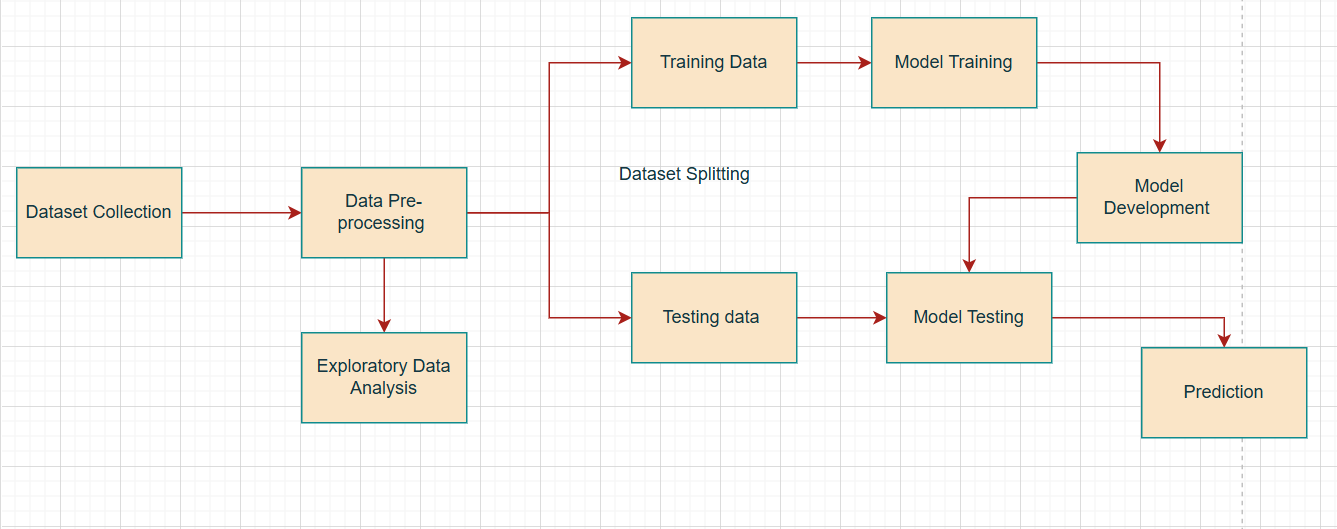 Training Data
Model Training
Dataset Splitting
Dataset Collection
Data Pre-
processing
Model
Development
Testing data
Model Testing
Exploratory Data
Analysis
Prediction